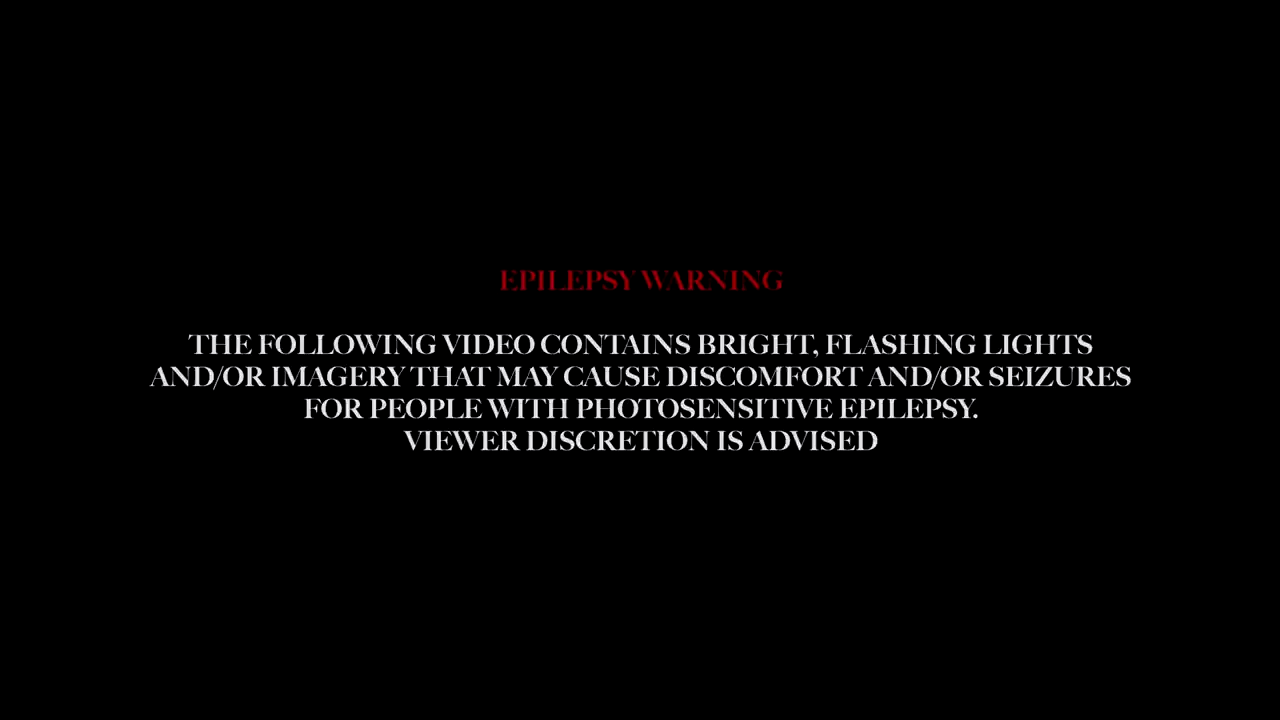 EPILEPSY WARNING
THE FOLLOWING VIDEO CONTAINS BRIGHT, FLASHING LIGHTS
AND/OR IMAGERY THAT MAY CAUSE DISCOMFORT AND/OR SEIZURES
FOR PEOPLE WITH PHOTOSENSITIVE EPILEPSY.
VIEWER DISCRETION IS ADVISED